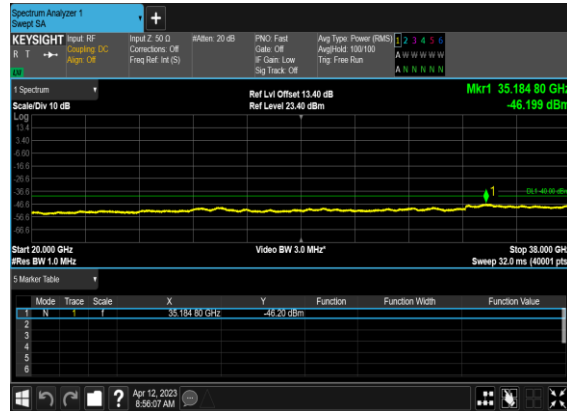 Spectrum Analyzer 1
Swept SA
+
KEYSIGHT Input: RF Input Z: 50 Ω #Atten: 20 dB PNO: Fast Avg Type: Power (RMS) 1 2 3 4 5 6
R T Coupling: DC Corrections: Off Gate: Off Avg|Hold: 100/100 A W W W W W
Align: Off Freq Ref: Int (S) IF Gain: Low Trig: Free Run
Sig Track: Off A N N N N N
1 Spectrum Ref Lvl Offset 13.40 dB Mkr1 35.184 80 GHz
Scale/Div 10 dB Ref Level 23.40 dBm -46.199 dBm
Log
13.4
3.40
-6.60
-16.6
-26.6
-36.6 1 DL1 -40.00 dBm
-46.6
-56.6
-66.6
Start 20.000 GHz Video BW 3.0 MHz* Stop 38.000 GHz
#Res BW 1.0 MHz Sweep 32.0 ms (40001 pts
5 Marker Table
Mode Trace Scale X Y Function Function Width Function Value
1 N 1 f 35.184 80 GHz -46.20 dBm
2
3
4
5
6
? Apr 12, 2023
8:56:07 AM